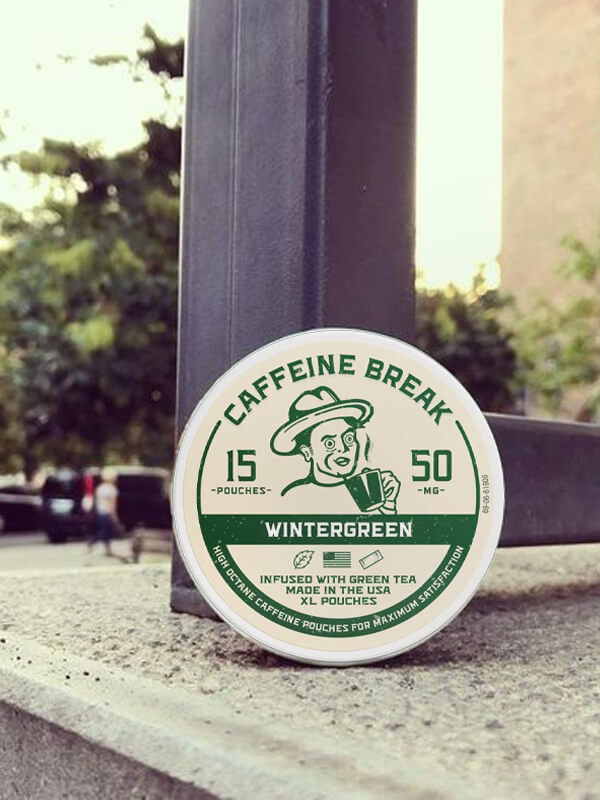 CAFFEINE BREAK
15
-POUCHES-
50
-MG-
WINTERGREEN
INFUSED WITH GREEN TEA
MADE IN THE USA
XL POUCHES
HIGH OCTANE CAFFEINE POUCHES FOR MAXIMUM SATISFACTION